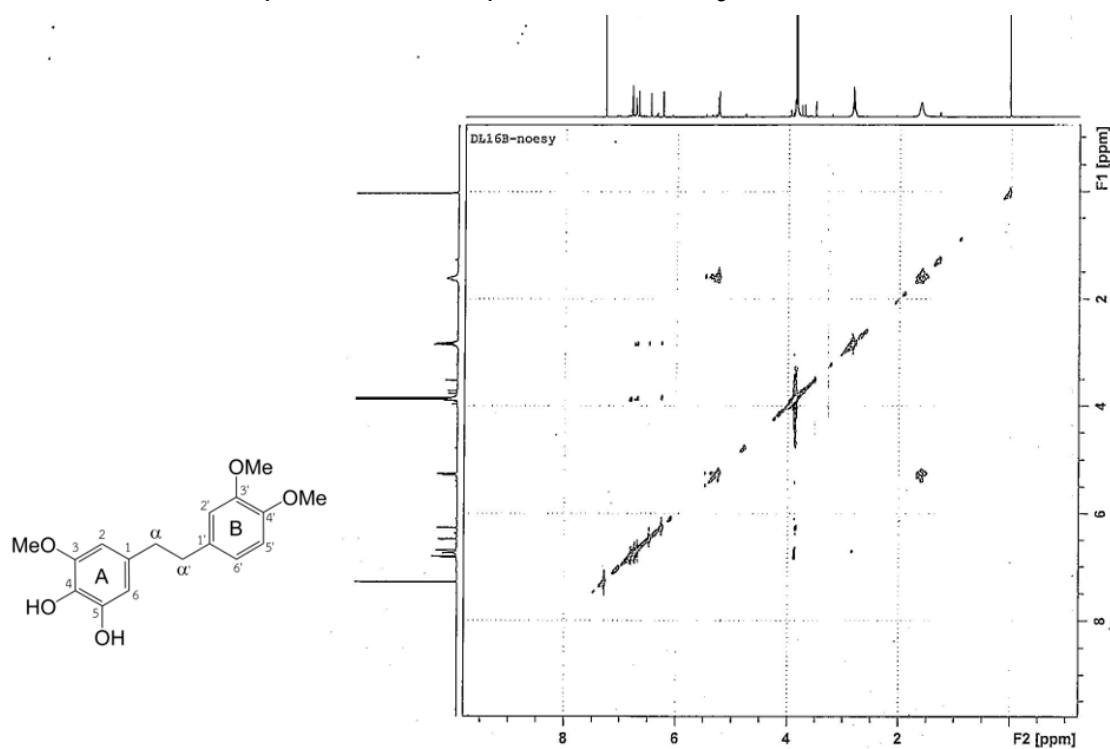 DL16B-noesy
F1 [ppm]
2
4
6
8
8 6 4 2 F2 [ppm]
OMe
3'
2' OMe
4'
B
α 1' 5'
2
MeO 3 1 6'
A α'
4 6
HO 5
OH